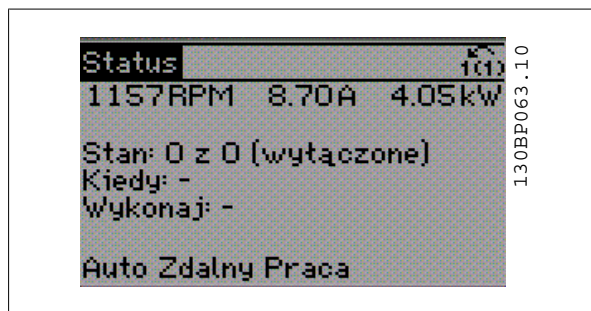 Status
1(1)
1157RPM 8.70A 4.05kW
Stan: 0 z 0 (wyłączone)
Kiedy: -
Wykonaj: -
Auto Zdalny Praca
130BP063.10